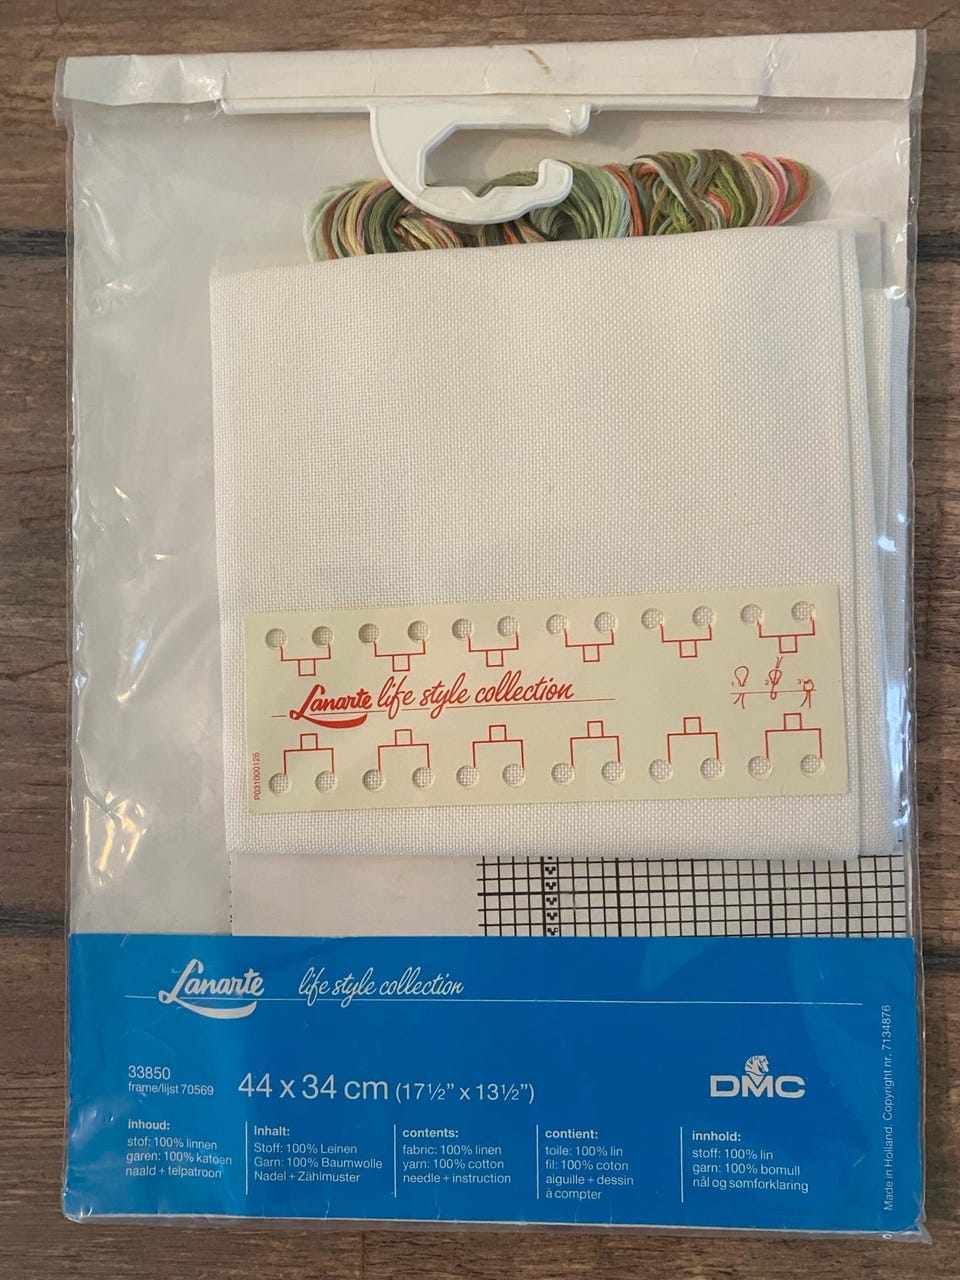 Lanarte life style collection
1 2 3
P031000126
Lanarte life style collection
33850
frame/lijst 70569
44 x 34 cm (17½” x 13½”)
DMC
inhoud:
stof: 100% linnen
garen: 100% katoen
naald + telpatroon
Inhalt:
Stoff: 100% Leinen
Garn: 100% Baumwolle
Nadel + Zählmuster
contents:
fabric: 100% linen
yarn: 100% cotton
needle + instruction
contient:
toile: 100% lin
fil: 100% coton
aiguille + dessin
à compter
innhold:
stoff: 100% lin
garn: 100% bomull
nål og sømforklaring
Made in Holland. Copyright nr. 7134876